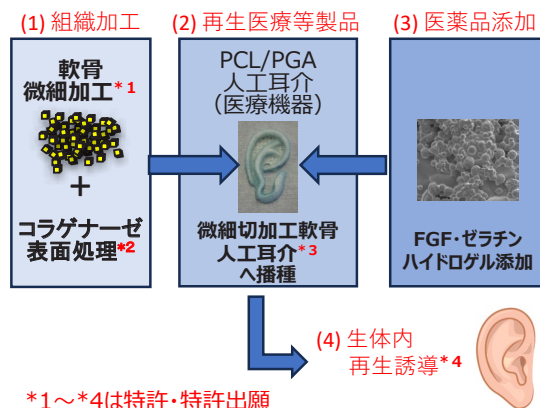 (1) 組織加工
軟骨
微細加工*1
+
コラゲナーゼ
表面処理*2
(2) 再生医療等製品
PCL/PGA
人工耳介
(医療機器)
微細切加工軟骨
人工耳介*3
へ播種
(3) 医薬品添加
FGF・ゼラチン
ハイドロゲル添加
(4) 生体内
再生誘導*4
*1～*4は特許・特許出願